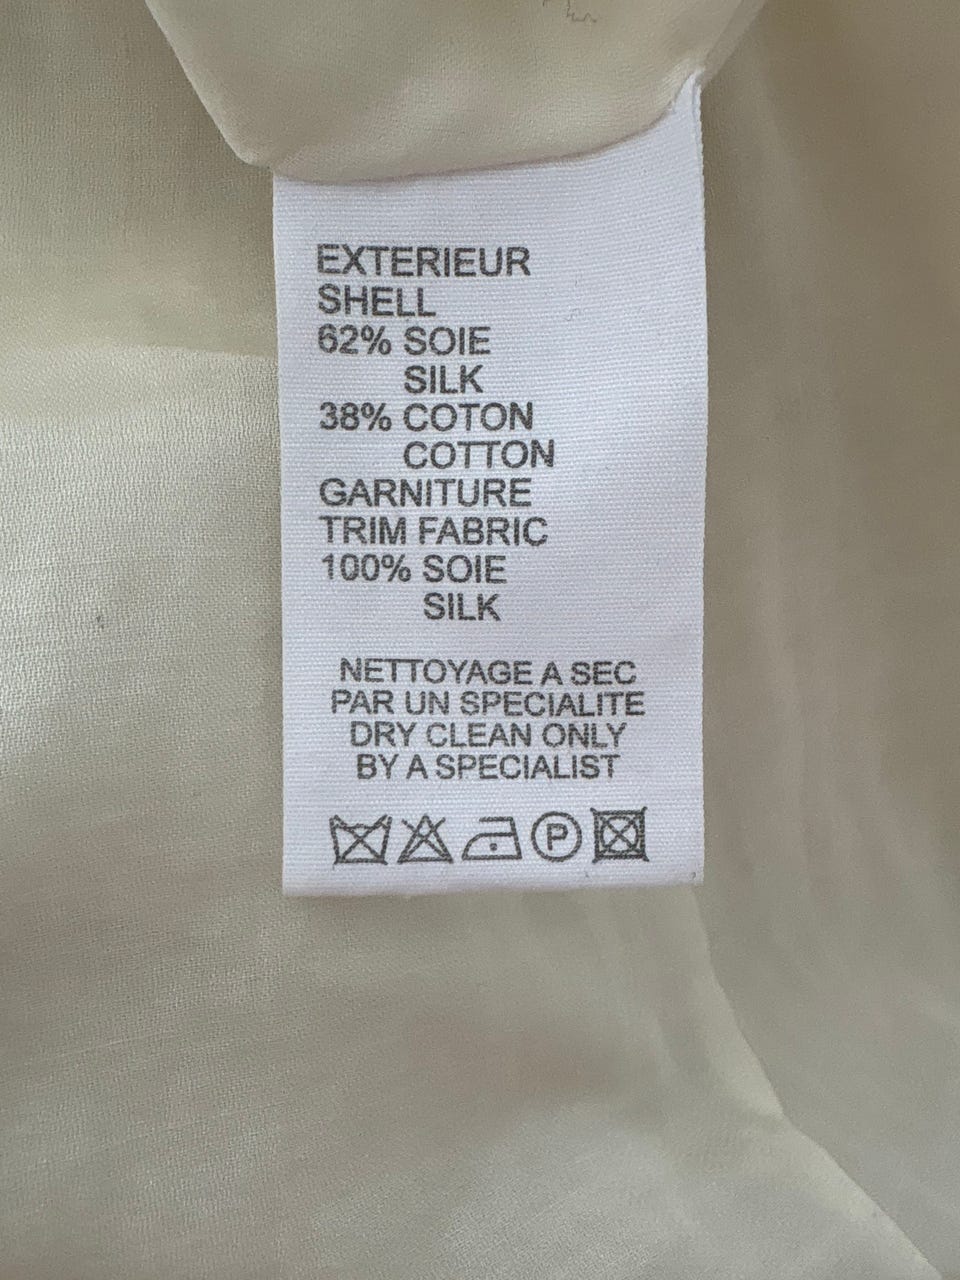 EXTERIEUR
SHELL
62% SOIE
SILK
38% COTON
COTTON
GARNITURE
TRIM FABRIC
100% SOIE
SILK
NETTOYAGE A SEC
PAR UN SPECIALITE
DRY CLEAN ONLY
BY A SPECIALIST
P